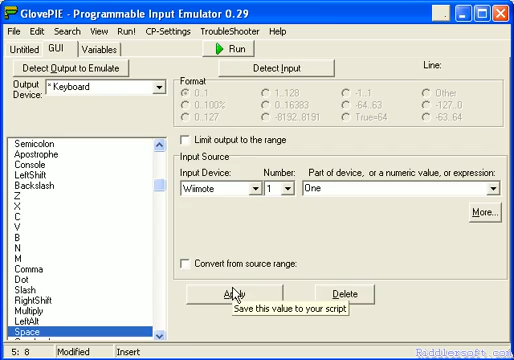 GlovePIE - Programmable Input Emulator 0.29
File Edit Search View Run! CP-Settings TroubleShooter Help
Untitled GUI Variables Run
Detect Output to Emulate Detect Input Line:
Output Device: * Keyboard
Format
0..1 1..128 -1..1 Other
0..100% 0..16383 -64..63 -127..0
0..127 -8192..8191 True=64 -63..64
Limit output to the range
Semicolon
Apostrophe
Console
LeftShift
Backslash
Z
X
C
V
B
N
M
Comma
Dot
Slash
RightShift
Multiply
LeftAlt
Space
Input Source
Input Device: Number: Part of device, or a numeric value, or expression:
Wiimote 1 One
More...
Convert from source range:
Apply Delete
Save this value to your script
5: 8 Modified Insert
Riddlersoft.com